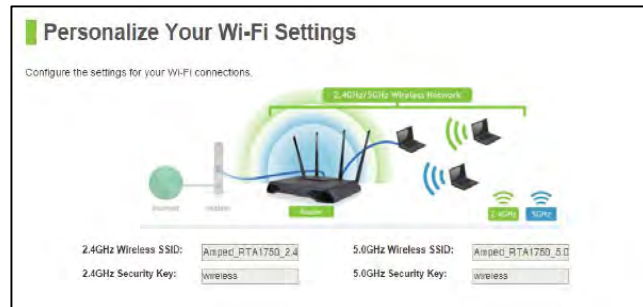 Personalize Your Wi-Fi Settings
Configure the settings for your Wi-Fi connections.
2.4GHz/5GHz Wireless Network
Internet
Router
2.4GHz 5GHz
2.4GHz Wireless SSID: Amped_RTA1750_2.4 5.0GHz Wireless SSID: Amped_RTA1750_5.0
2.4GHz Security Key: wireless 5.0GHz Security Key: wireless